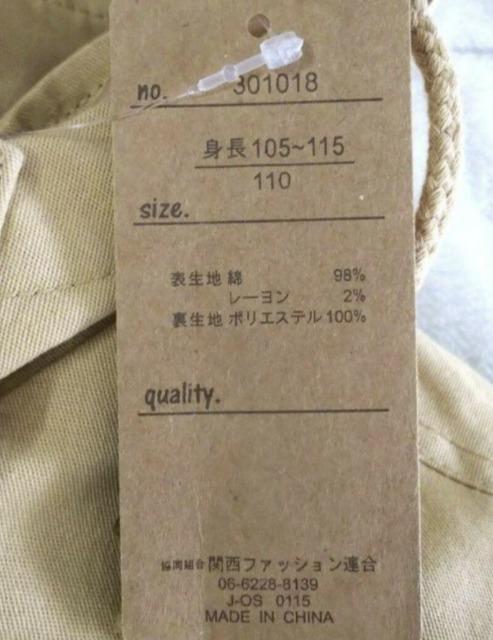 no. 301018
身長105~115
110
size.
表生地 綿 98%
レーヨン 2%
裏生地 ポリエステル 100%
quality.
協同組合 関西ファッション連合
06-6228-8139
J-OS 0115
MADE IN CHINA